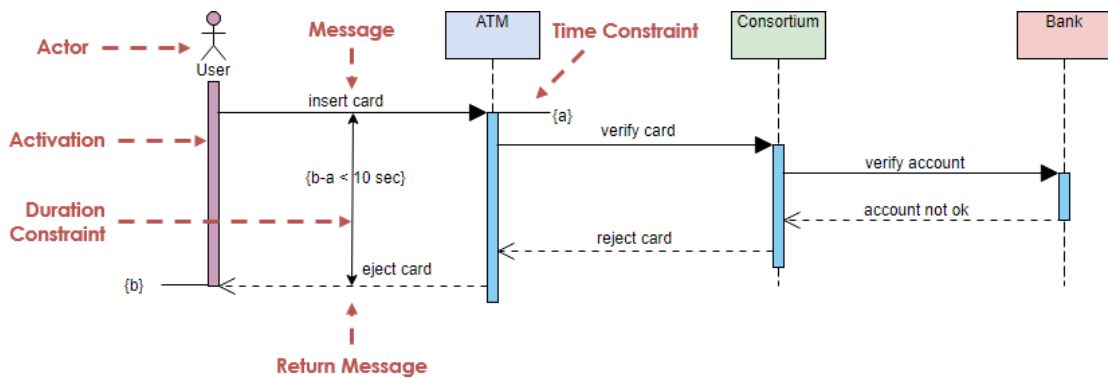 Message
ATM
Time Constraint
Consortium
Bank
Actor
User
insert card
{a}
verify card
Activation
verify account
{b-a < 10 sec}
account not ok
Duration
Constraint
reject card
eject card
{b}
Return Message